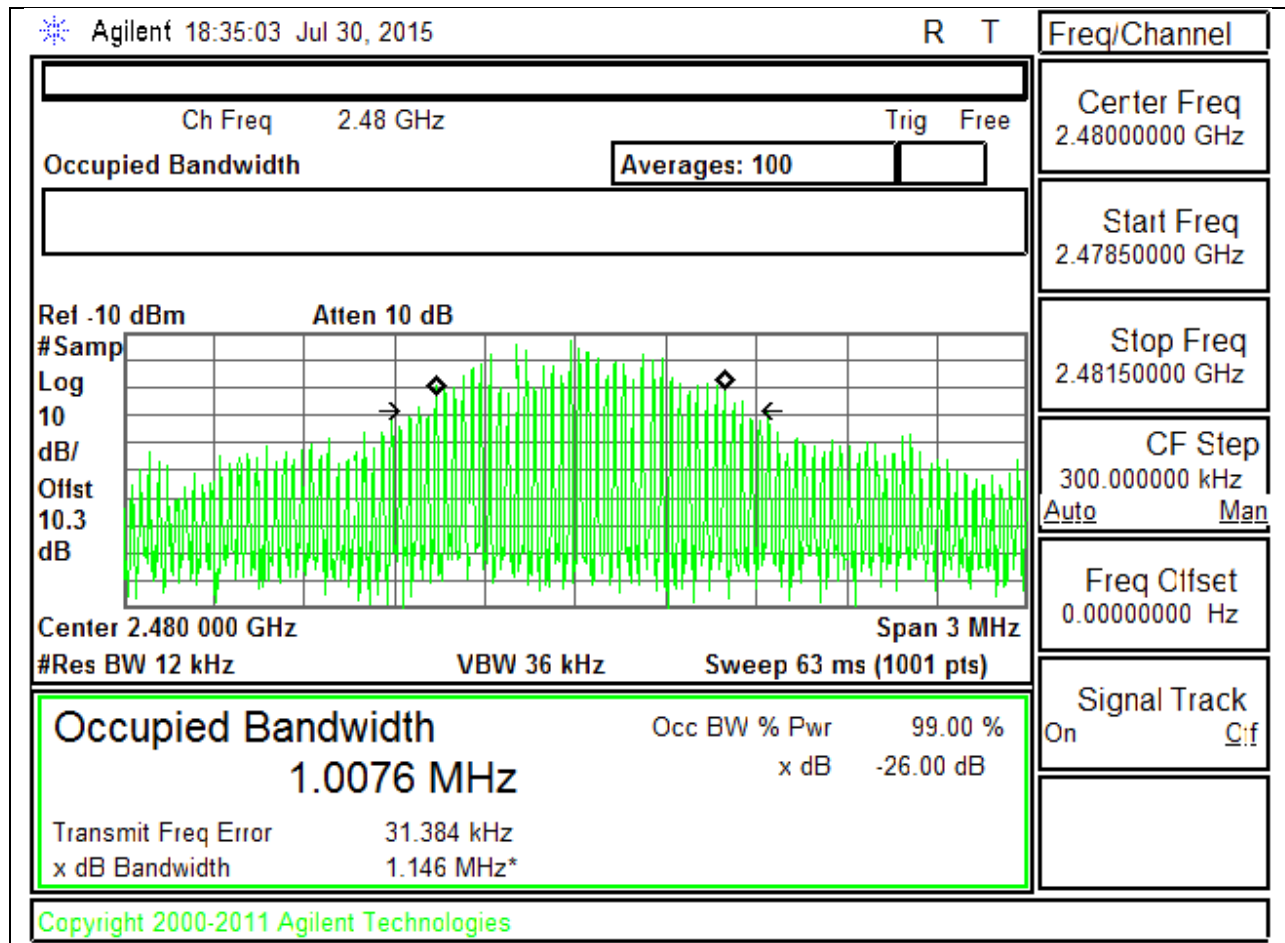 Agilent 18:35:03 Jul 30, 2015 R T
Freq/Channel
Ch Freq 2.48 GHz Trig Free
Occupied Bandwidth Averages: 100
Center Freq
2.48000000 GHz
Start Freq
2.47850000 GHz
Stop Freq
2.48150000 GHz
CF Step
300.000000 kHz
Auto Man
Freq Offset
0.00000000 Hz
Signal Track
On Off
Ref -10 dBm Atten 10 dB
#Samp
Log
10
dB/
Offst
10.3
dB
Center 2.480 000 GHz Span 3 MHz
#Res BW 12 kHz VBW 36 kHz Sweep 63 ms (1001 pts)
Occupied Bandwidth Occ BW % Pwr 99.00 %
1.0076 MHz x dB -26.00 dB
Transmit Freq Error 31.384 kHz
x dB Bandwidth 1.146 MHz*
Copyright 2000-2011 Agilent Technologies